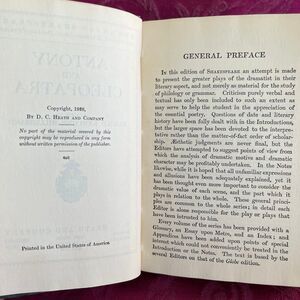 Copyright, 1929,
By D. C. Heath and Company
No part of the material covered by this
copyright may be reproduced in any form
without written permission of the publisher.
Printed in the United States of America
GENERAL PREFACE
In this edition of Shakespeare an attempt is made
to present the greater plays of the dramatist in their
literary aspect, and not merely as material for the study
of philology or grammar. Criticism purely verbal and
textual has only been included to such an extent as
may serve to help the student in the appreciation of
the essential poetry. Questions of date and literary
history have been fully dealt with in the Introductions,
but the larger space has been devoted to the interpre-
tative rather than the matter-of-fact order of scholar-
ship. Æsthetic judgments are never final, but the
Editors have attempted to suggest points of view from
which the analysis of dramatic motive and dramatic
character may be profitably undertaken. In the Notes
likewise, while it is hoped that all unfamiliar expressions
and allusions have been adequately explained, yet it has
been thought even more important to consider the
dramatic value of each scene, and the part which it
plays in relation to the whole. These general princi-
ples are common to the whole series; in detail each
Editor is alone responsible for the play or plays that
have been intrusted to him.
Every volume of the series has been provided with a
Glossary, an Essay upon Metre, and an Index; and
Appendices have been added upon points of special
interest which could not conveniently be treated in the
Introduction or the Notes. The text is based by the
several Editors on that of the Globe edition.
ANTONY
CLEOPATRA